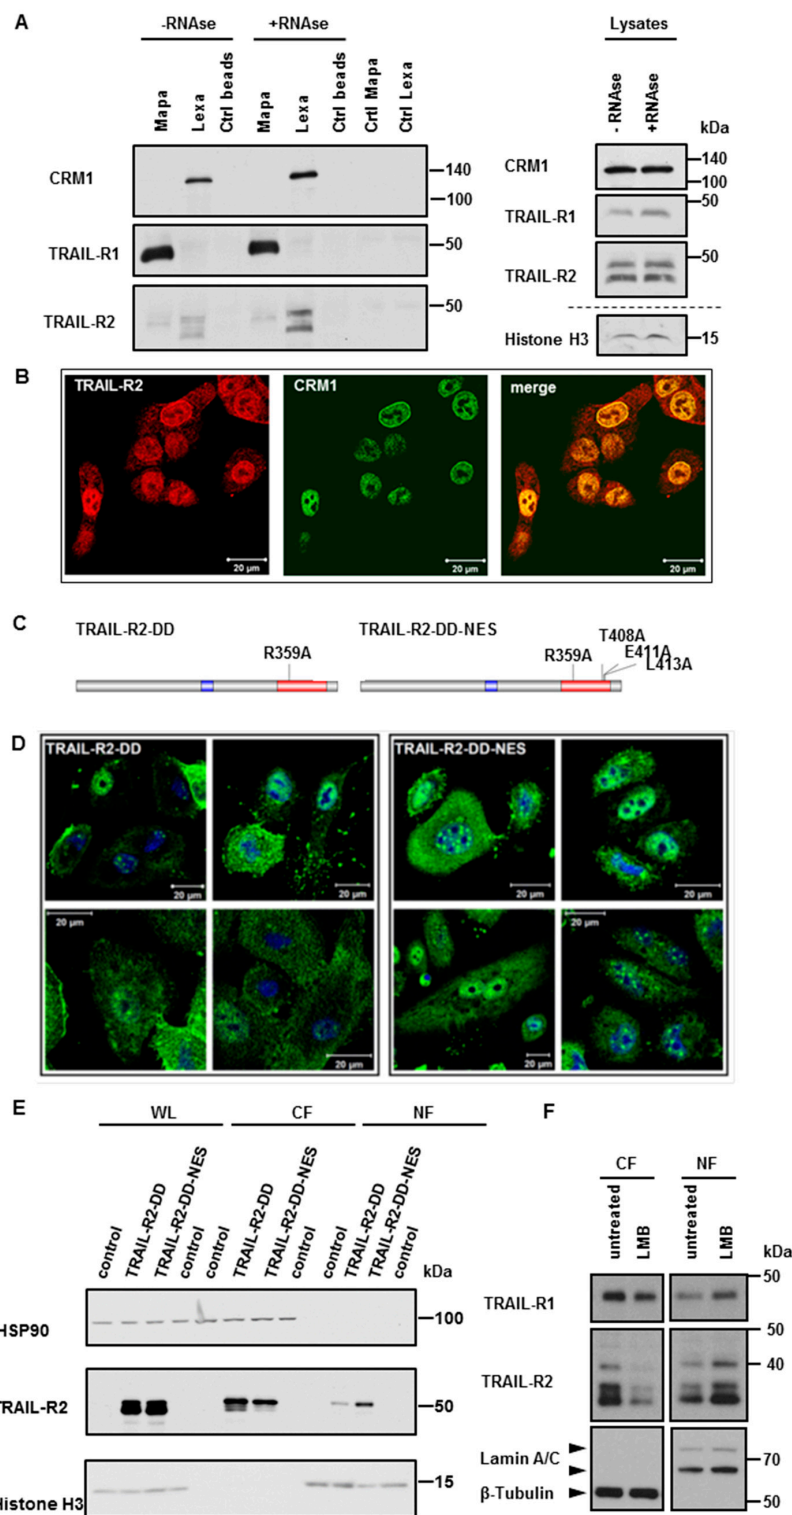 A
-RNAse +RNAse
Mapa Lexa Ctrl beads Mapa Lexa Ctrl beads Crtl Mapa Ctrl Lexa
CRM1
140
100
TRAIL-R1
50
TRAIL-R2
50
Lysates
- RNAse +RNAse
kDa
CRM1
140
100
TRAIL-R1
50
TRAIL-R2
50
Histone H3
15
B
TRAIL-R2 CRM1 merge
20 µm 20 µm 20 µm
C
TRAIL-R2-DD TRAIL-R2-DD-NES
R359A
R359A
T408A
E411A
L413A
D
TRAIL-R2-DD TRAIL-R2-DD-NES
20 µm 20 µm 20 µm 20 µm
20 µm 20 µm 20 µm 20 µm
E
WL CF NF
control TRAIL-R2-DD TRAIL-R2-DD-NES control control TRAIL-R2-DD TRAIL-R2-DD-NES control control TRAIL-R2-DD TRAIL-R2-DD-NES control
kDa
HSP90
100
TRAIL-R2
50
Histone H3
15
F
CF NF
untreated LMB untreated LMB
kDa
TRAIL-R1
50
TRAIL-R2
50
40
Lamin A/C
70
β-Tubulin
50